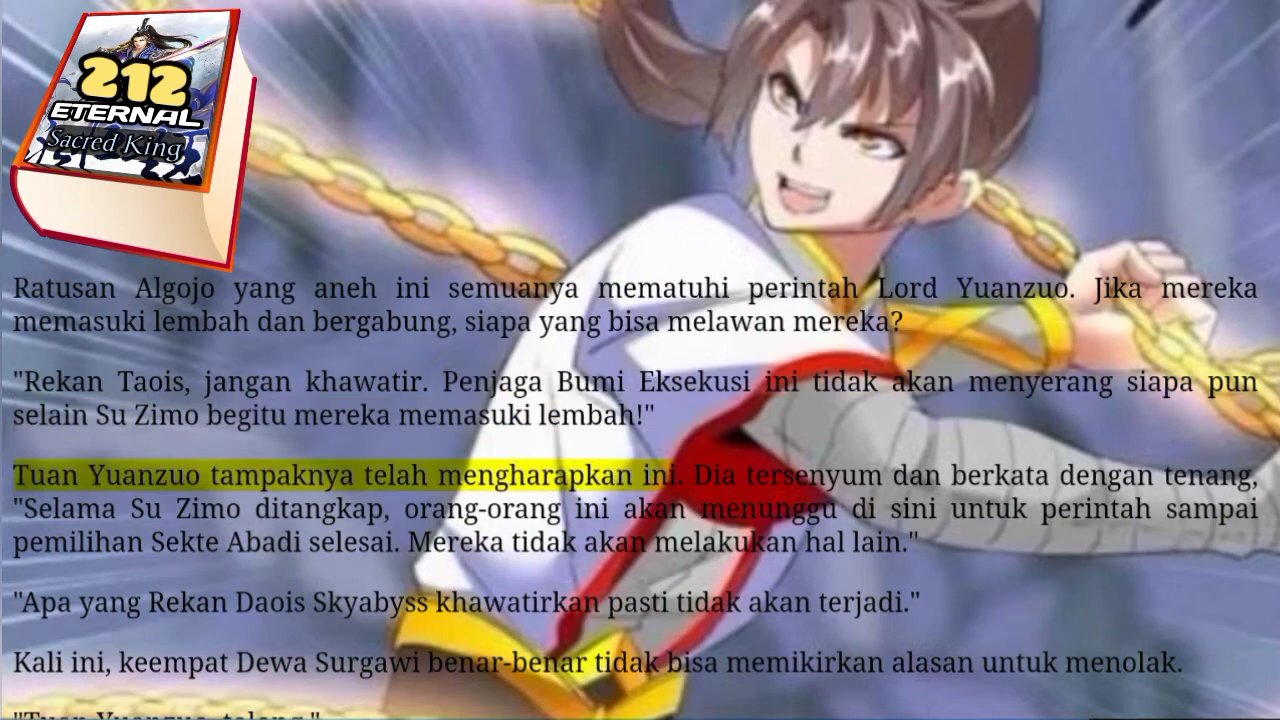 212
ETERNAL
Sacred King
Ratusan Algojo yang aneh ini semuanya mematuhi perintah Lord Yuanzuo. Jika mereka
memasuki lembah dan bergabung, siapa yang bisa melawan mereka?
"Rekan Taois, jangan khawatir. Penjaga Bumi Eksekusi ini tidak akan menyerang siapa pun
selain Su Zimo begitu mereka memasuki lembah!"
Tuan Yuanzuo tampaknya telah mengharapkan ini. Dia tersenyum dan berkata dengan tenang,
"Selama Su Zimo ditangkap, orang-orang ini akan menunggu di sini untuk perintah sampai
pemilihan Sekte Abadi selesai. Mereka tidak akan melakukan hal lain."
"Apa yang Rekan Daois Skyabyss khawatirkan pasti tidak akan terjadi."
Kali ini, keempat Dewa Surgawi benar-benar tidak bisa memikirkan alasan untuk menolak.
"Tuan Yuanzuo, tolong."